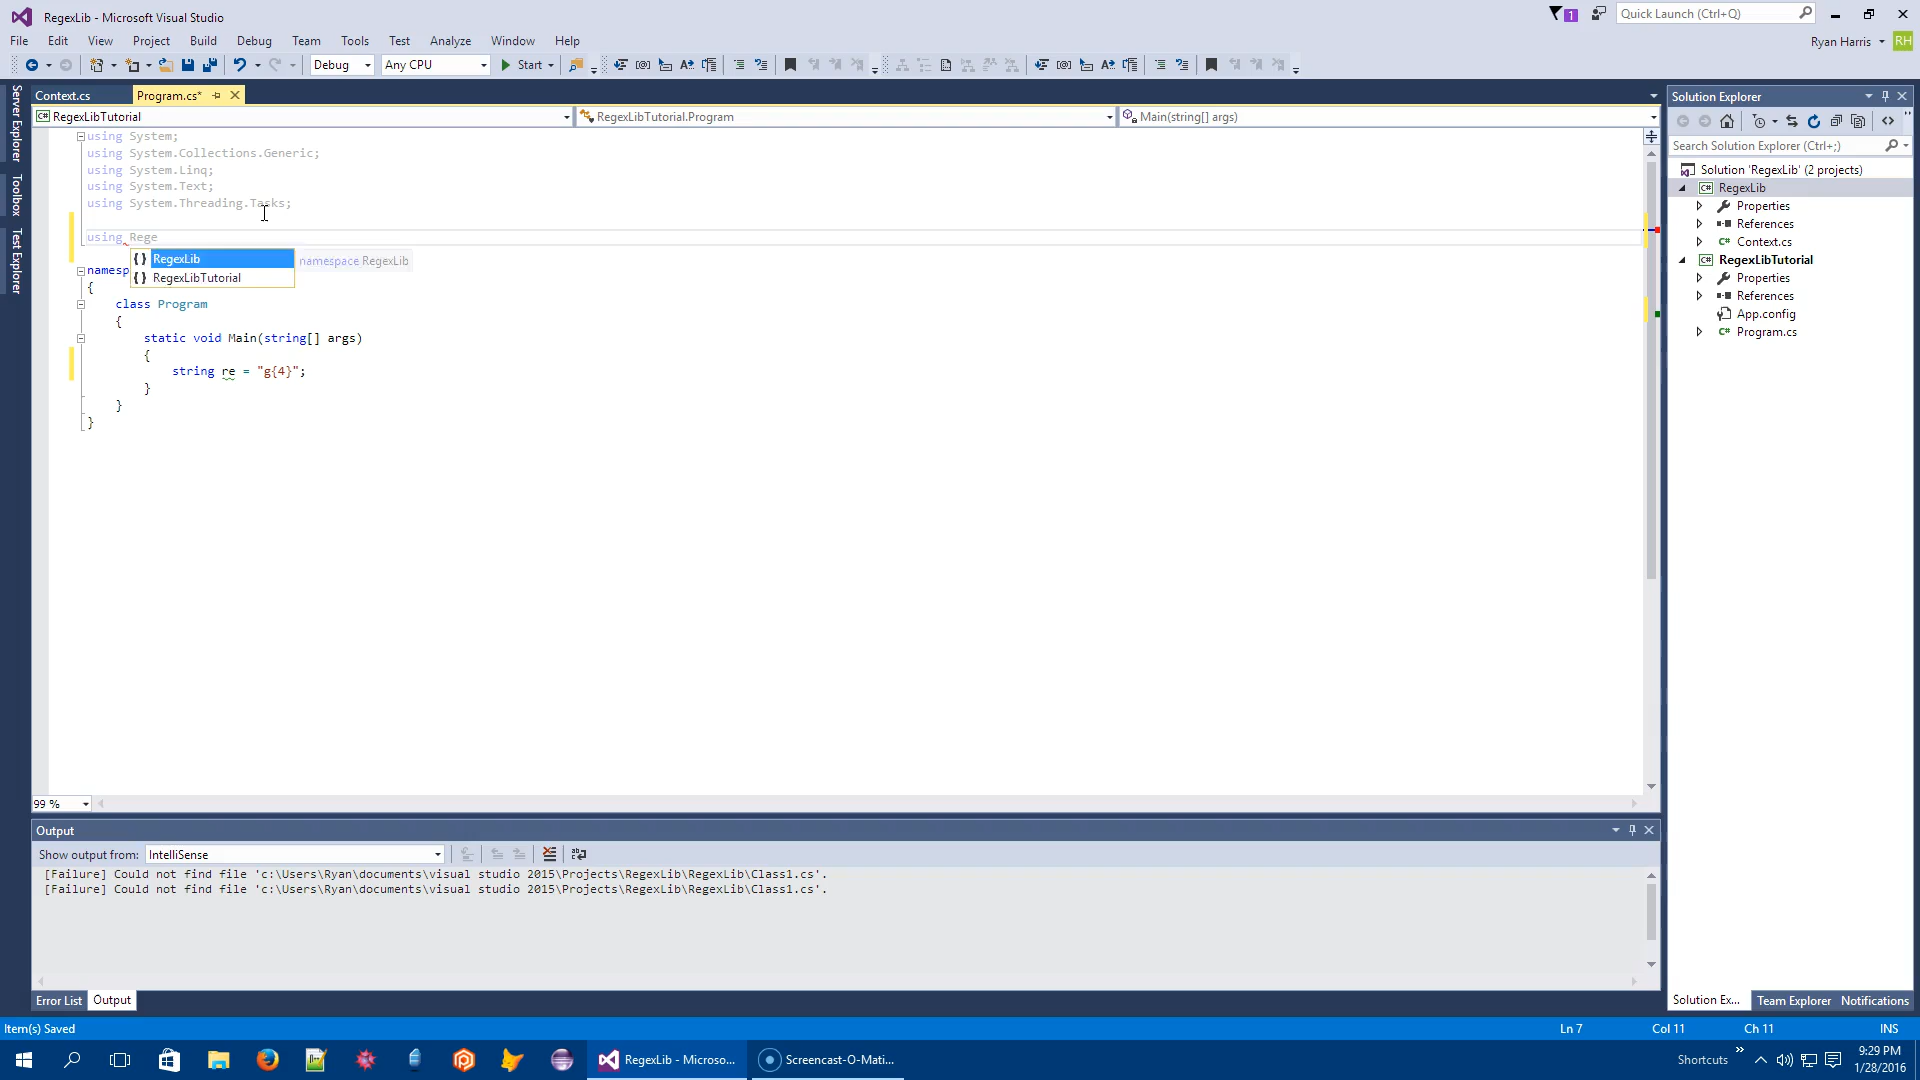 RegexLib - Microsoft Visual Studio
1
Quick Launch (Ctrl+Q)
File Edit View Project Build Debug Team Tools Test Analyze Window Help
Ryan Harris
RH
Debug
Any CPU
Start
Context.cs
Program.cs*
Solution Explorer
RegexLibTutorial
RegexLibTutorial.Program
Main(string[] args)
Search Solution Explorer (Ctrl+;)
Server Explorer
Toolbox
Test Explorer
using System;
using System.Collections.Generic;
using System.Linq;
using System.Text;
using System.Threading.Tasks;
using Rege
RegexLib
namespace RegexLib
RegexLibTutorial
namesp
{
class Program
{
static void Main(string[] args)
{
string re = "g{4}";
}
}
}
Solution 'RegexLib' (2 projects)
RegexLib
Properties
References
Context.cs
RegexLibTutorial
Properties
References
App.config
Program.cs
99 %
Output
Show output from:
IntelliSense
[Failure] Could not find file 'c:\Users\Ryan\documents\visual studio 2015\Projects\RegexLib\RegexLib\Class1.cs'.
[Failure] Could not find file 'c:\Users\Ryan\documents\visual studio 2015\Projects\RegexLib\RegexLib\Class1.cs'.
Error List
Output
Solution Ex...
Team Explorer
Notifications
Item(s) Saved
Ln 7
Col 11
Ch 11
INS
RegexLib - Microso...
Screencast-O-Mati...
Shortcuts
9:29 PM
1/28/2016